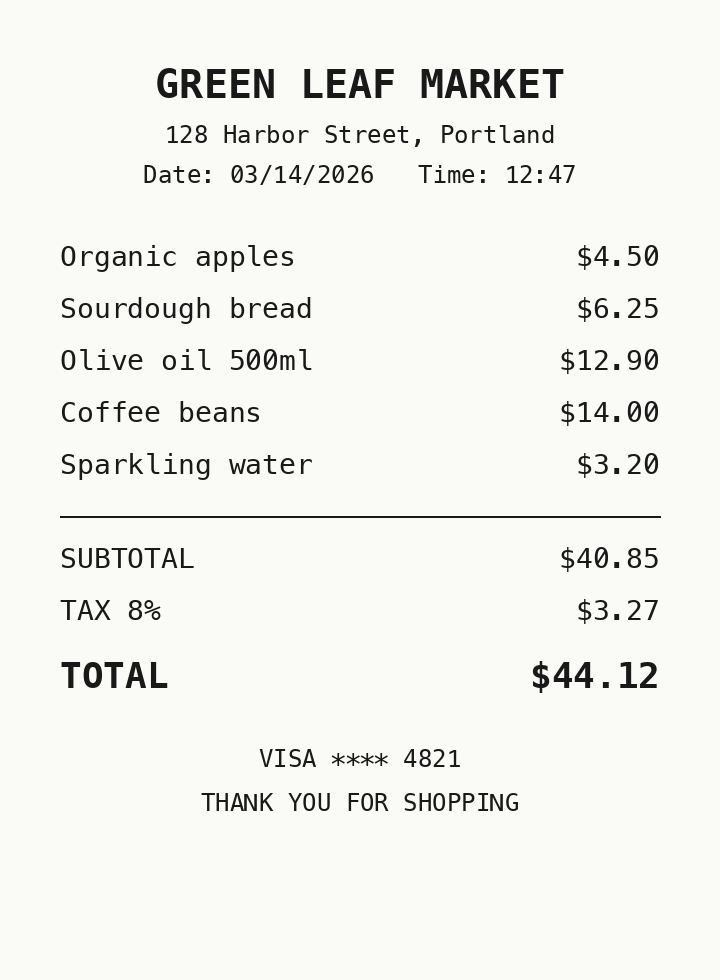 GREEN LEAF MARKET
128 Harbor Street, Portland
Date: 03/14/2026   Time: 12:47
Organic apples $4.50
Sourdough bread $6.25
Olive oil 500ml $12.90
Coffee beans $14.00
Sparkling water $3.20
SUBTOTAL $40.85
TAX 8% $3.27
TOTAL $44.12
VISA **** 4821
THANK YOU FOR SHOPPING